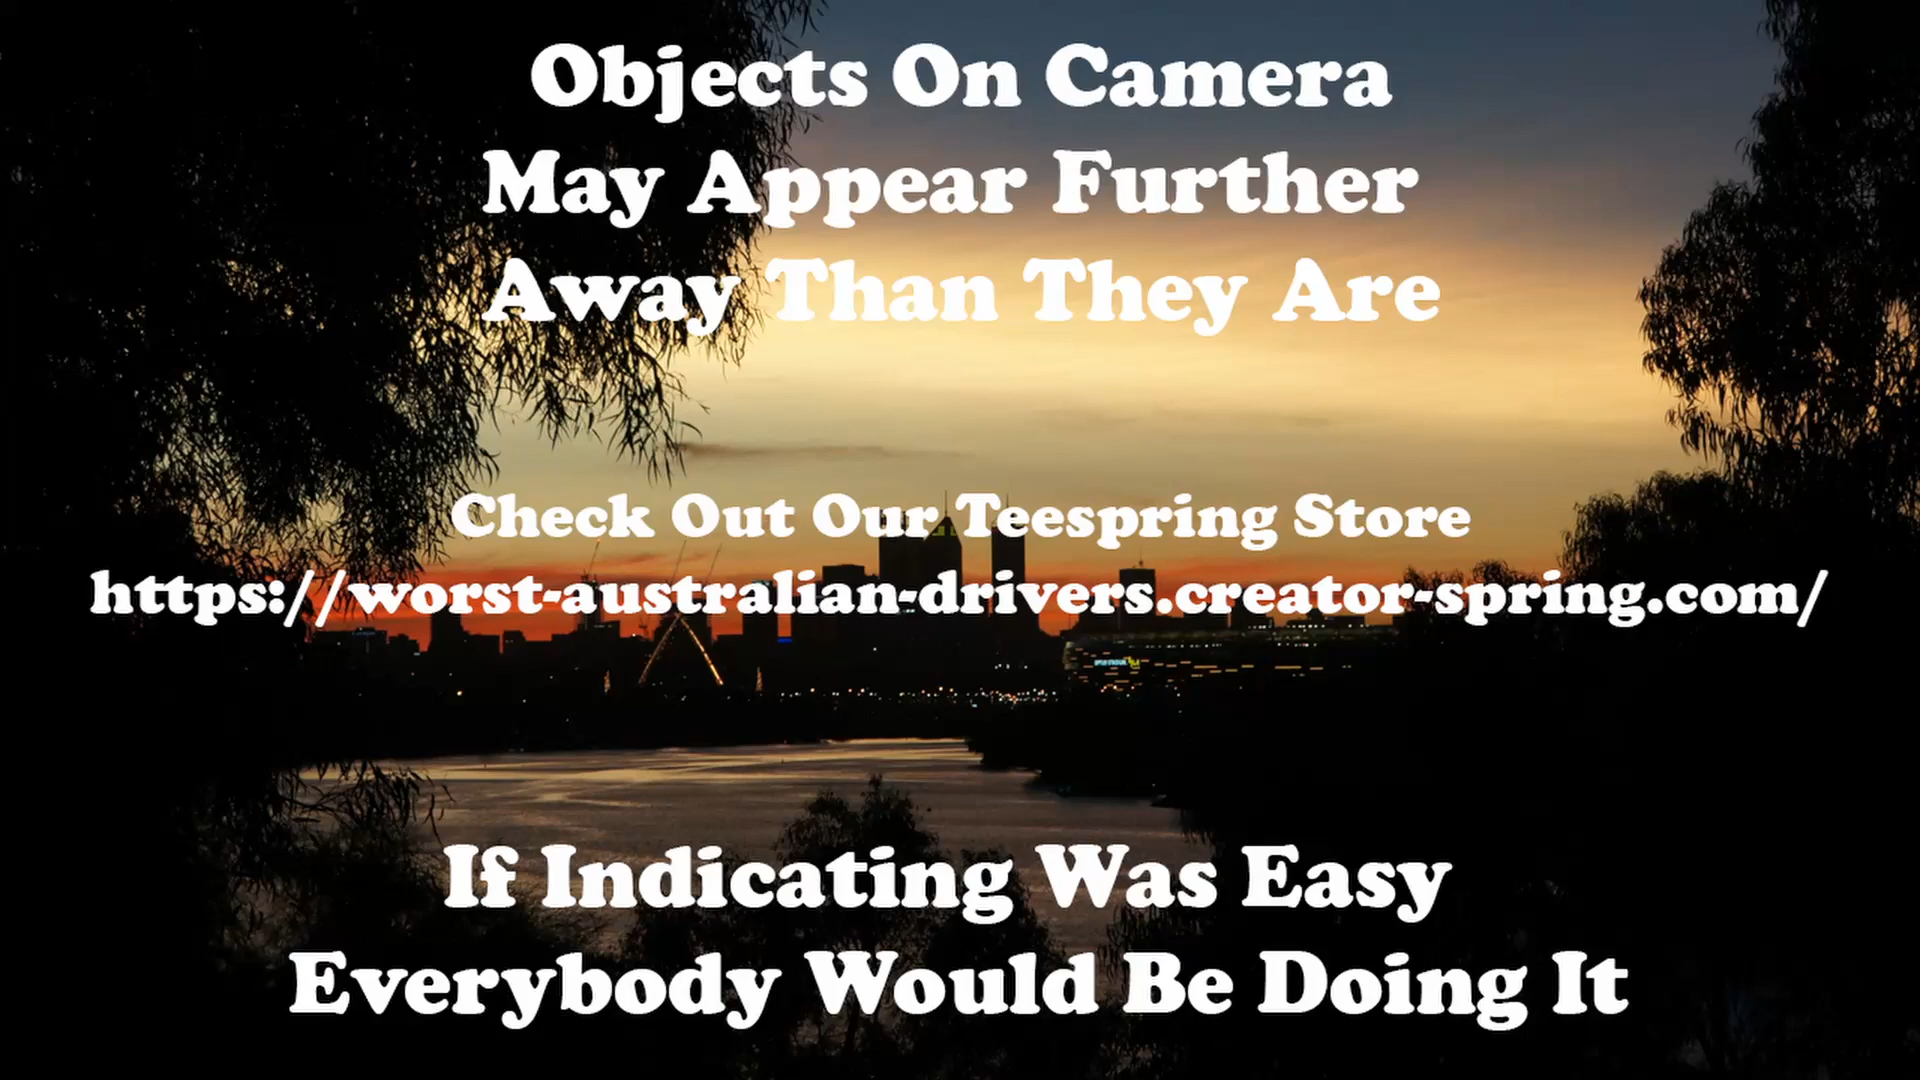 Objects On Camera
May Appear Further
Away Than They Are
Check Out Our Teespring Store
https://worst-australian-drivers.creator-spring.com/
If Indicating Was Easy
Everybody Would Be Doing It